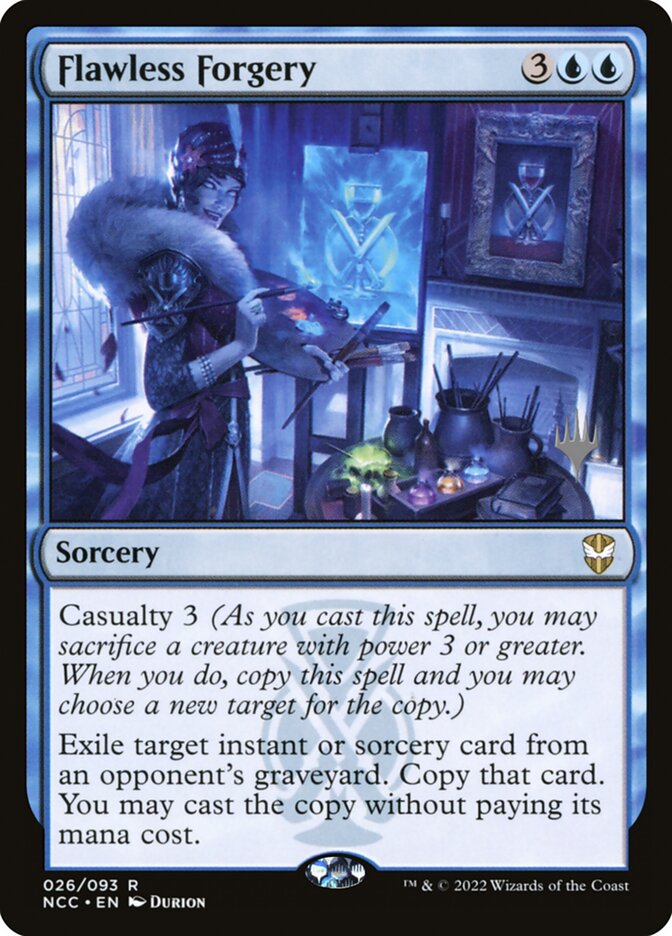 Flawless Forgery 3
Sorcery
Casualty 3 (As you cast this spell, you may
sacrifice a creature with power 3 or greater.
When you do, copy this spell and you may
choose a new target for the copy.)
Exile target instant or sorcery card from
an opponent's graveyard. Copy that card.
You may cast the copy without paying its
mana cost.
026/093 R
NCC • EN Durion
™ & © 2022 Wizards of the Coast